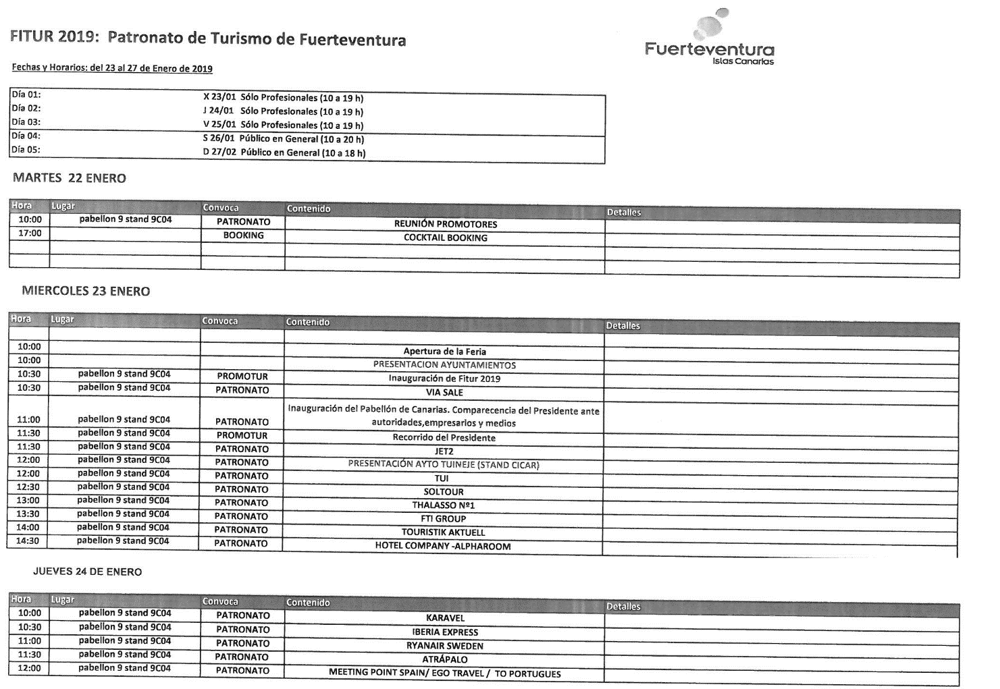 FITUR 2019: Patronato de Turismo de Fuerteventura
Fuerteventura
Islas Canarias
Fechas y Horarios: del 23 al 27 de Enero de 2019
Día 01: X 23/01 Sólo Profesionales (10 a 19 h)
Día 02: J 24/01 Sólo Profesionales (10 a 19 h)
Día 03: V 25/01 Sólo Profesionales (10 a 19 h)
Día 04: S 26/01 Público en General (10 a 20 h)
Día 05: D 27/02 Público en General (10 a 18 h)
MARTES 22 ENERO
Hora Lugar Convoca Contenido Detalles
10:00 pabellon 9 stand 9C04 PATRONATO REUNIÓN PROMOTORES
17:00 BOOKING COCKTAIL BOOKING
MIERCOLES 23 ENERO
Hora Lugar Convoca Contenido Detalles
10:00 Apertura de la Feria
10:00 PRESENTACION AYUNTAMIENTOS
10:30 pabellon 9 stand 9C04 PROMOTUR Inauguración de Fitur 2019
10:30 pabellon 9 stand 9C04 PATRONATO VIA SALE
Inauguración del Pabellón de Canarias. Comparecencia del Presidente ante
11:00 pabellon 9 stand 9C04 PATRONATO autoridades,empresarios y medios
11:30 pabellon 9 stand 9C04 PROMOTUR Recorrido del Presidente
11:30 pabellon 9 stand 9C04 PATRONATO JET2
12:00 pabellon 9 stand 9C04 PATRONATO PRESENTACIÓN AYTO TUINEJE (STAND CICAR)
12:00 pabellon 9 stand 9C04 PATRONATO TUI
12:30 pabellon 9 stand 9C04 PATRONATO SOLTOUR
13:00 pabellon 9 stand 9C04 PATRONATO THALASSO Nº1
13:30 pabellon 9 stand 9C04 PATRONATO FTI GROUP
14:00 pabellon 9 stand 9C04 PATRONATO TOURISTIK AKTUELL
14:30 pabellon 9 stand 9C04 PATRONATO HOTEL COMPANY -ALPHAROOM
JUEVES 24 DE ENERO
Hora Lugar Convoca Contenido Detalles
10:00 pabellon 9 stand 9C04 PATRONATO KARAVEL
10:30 pabellon 9 stand 9C04 PATRONATO IBERIA EXPRESS
11:00 pabellon 9 stand 9C04 PATRONATO RYANAIR SWEDEN
11:30 pabellon 9 stand 9C04 PATRONATO ATRÁPALO
12:00 pabellon 9 stand 9C04 PATRONATO MEETING POINT SPAIN/ EGO TRAVEL / TO PORTUGUES